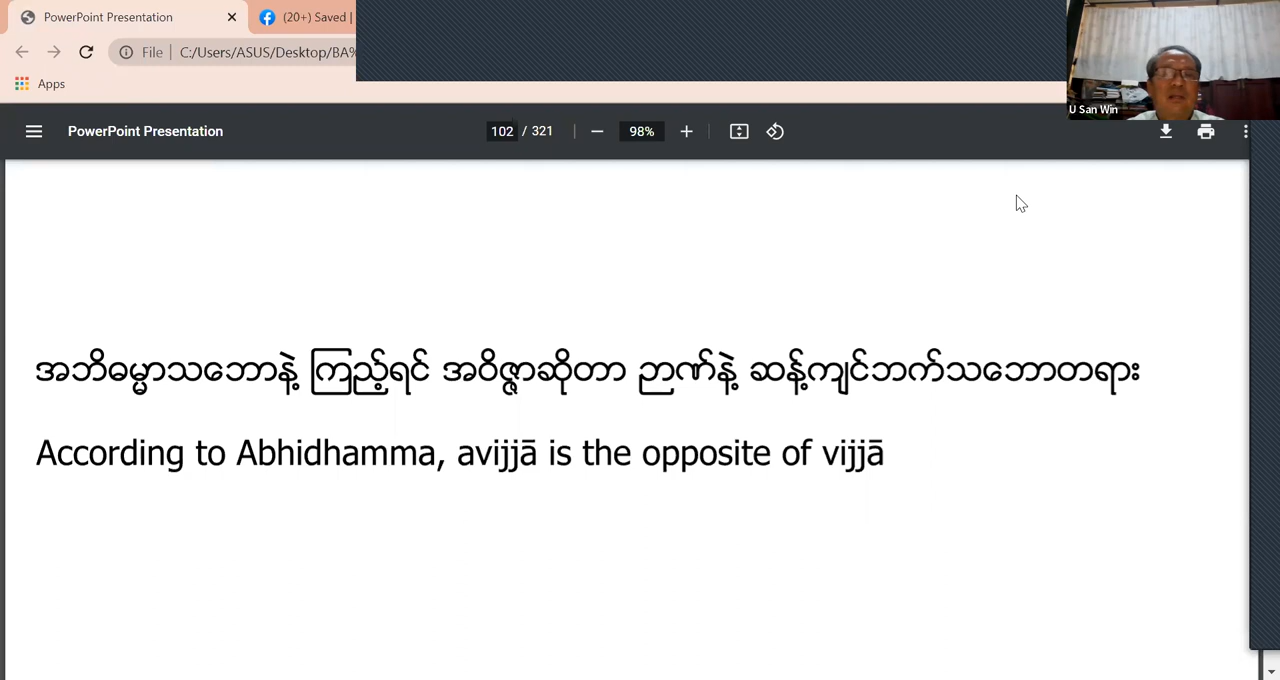 PowerPoint Presentation
(20+) Saved |
File | C:/Users/ASUS/Desktop/BA%
Apps
U San Win
PowerPoint Presentation
102 / 321
98%
အဘိဓမ္မာသဘောနဲ့ ကြည့်ရင် အဝိဇ္ဇာဆိုတာ ဉာဏ်နဲ့ ဆန့်ကျင်ဘက်သဘောတရား
According to Abhidhamma, avijjā is the opposite of vijjā